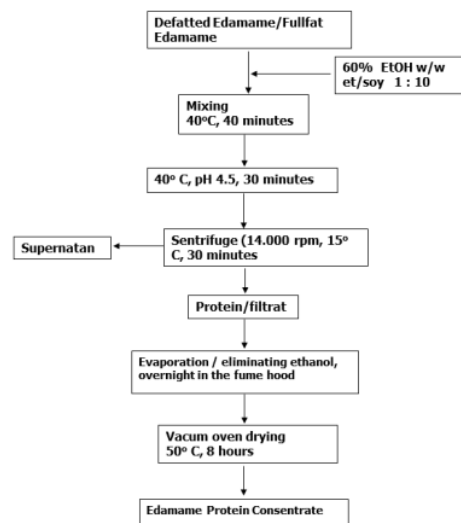 Defatted Edamame/Fullfat
Edamame
60% EtOH w/w
et/soy 1 : 10
Mixing
40°C, 40 minutes
40° C, pH 4.5, 30 minutes
Supernatan
Sentrifuge (14.000 rpm, 15°
C, 30 minutes
Protein/filtrat
Evaporation / eliminating ethanol,
overnight in the fume hood
Vacum oven drying
50° C, 8 hours
Edamame Protein Concentrate